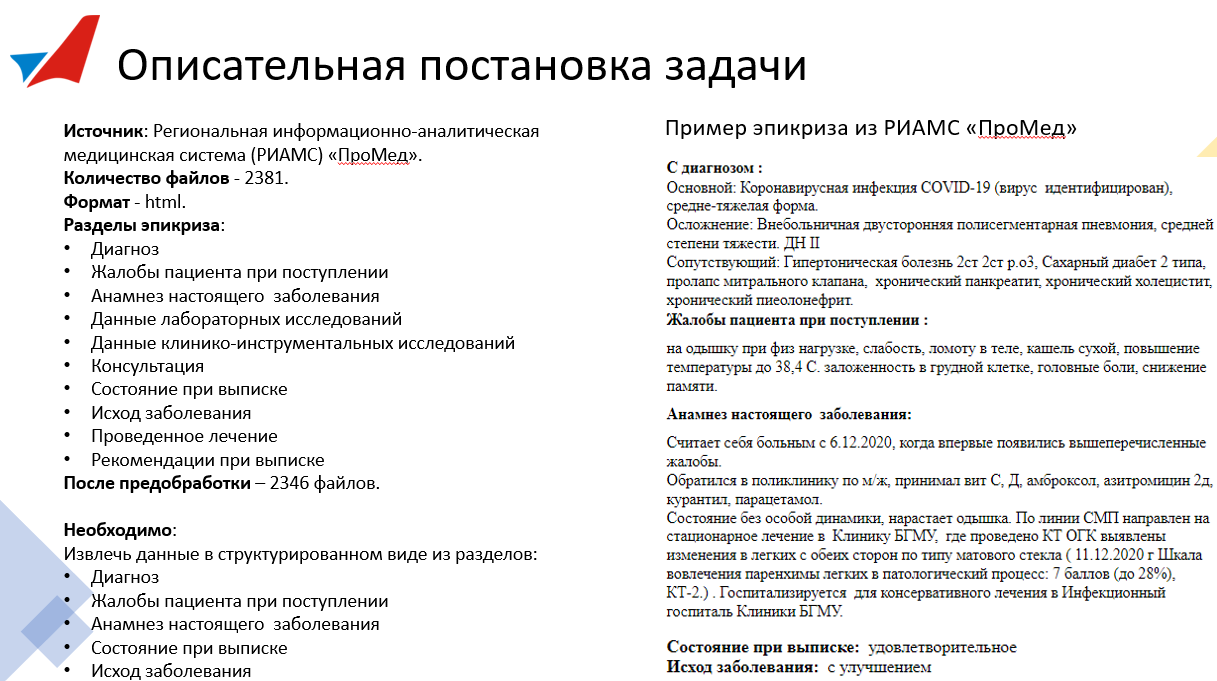 Описательная постановка задачи
Источник: Региональная информационно-аналитическая
медицинская система (РИАМС) «ПроМед».
Количество файлов - 2381.
Формат - html.
Разделы эпикриза:
• Диагноз
• Жалобы пациента при поступлении
• Анамнез настоящего  заболевания
• Данные лабораторных исследований
• Данные клинико-инструментальных исследований
• Консультация
• Состояние при выписке
• Исход заболевания
• Проведенное лечение
• Рекомендации при выписке
После предобработки – 2346 файлов.
Необходимо:
Извлечь данные в структурированном виде из разделов:
• Диагноз
• Жалобы пациента при поступлении
• Анамнез настоящего  заболевания
• Состояние при выписке
• Исход заболевания
Пример эпикриза из РИАМС «ПроМед»
С диагнозом :
Основной: Коронавирусная инфекция COVID-19 (вирус  идентифицирован),
средне-тяжелая форма.
Осложнение: Внебольничная двусторонняя полисегментарная пневмония, средней
степени тяжести. ДН II
Сопутствующий: Гипертоническая болезнь 2ст 2ст р.о3, Сахарный диабет 2 типа,
пролапс митрального клапана,  хронический панкреатит, хронический холецистит,
хронический пиеолонефрит.
Жалобы пациента при поступлении :
на одышку при физ нагрузке, слабость, ломоту в теле, кашель сухой, повышение
температуры до 38,4 С. заложенность в грудной клетке, головные боли, снижение
памяти.
Анамнез настоящего  заболевания:
Считает себя больным с 6.12.2020, когда впервые появились вышеперечисленные
жалобы.
Обратился в поликлинику по м/ж, принимал вит С, Д, амброксол, азитромицин 2д,
курантил, парацетамол.
Состояние без особой динамики, нарастает одышка. По линии СМП направлен на
стационарное лечение в  Клинику БГМУ,  где проведено КТ ОГК выявлены
изменения в легких с обеих сторон по типу матового стекла ( 11.12.2020 г Шкала
вовлечения паренхимы легких в патологический процесс: 7 баллов (до 28%),
КТ-2.) . Госпитализируется  для консервативного лечения в Инфекционный
госпиталь Клиники БГМУ.
Состояние при выписке:  удовлетворительное
Исход заболевания:  с улучшением